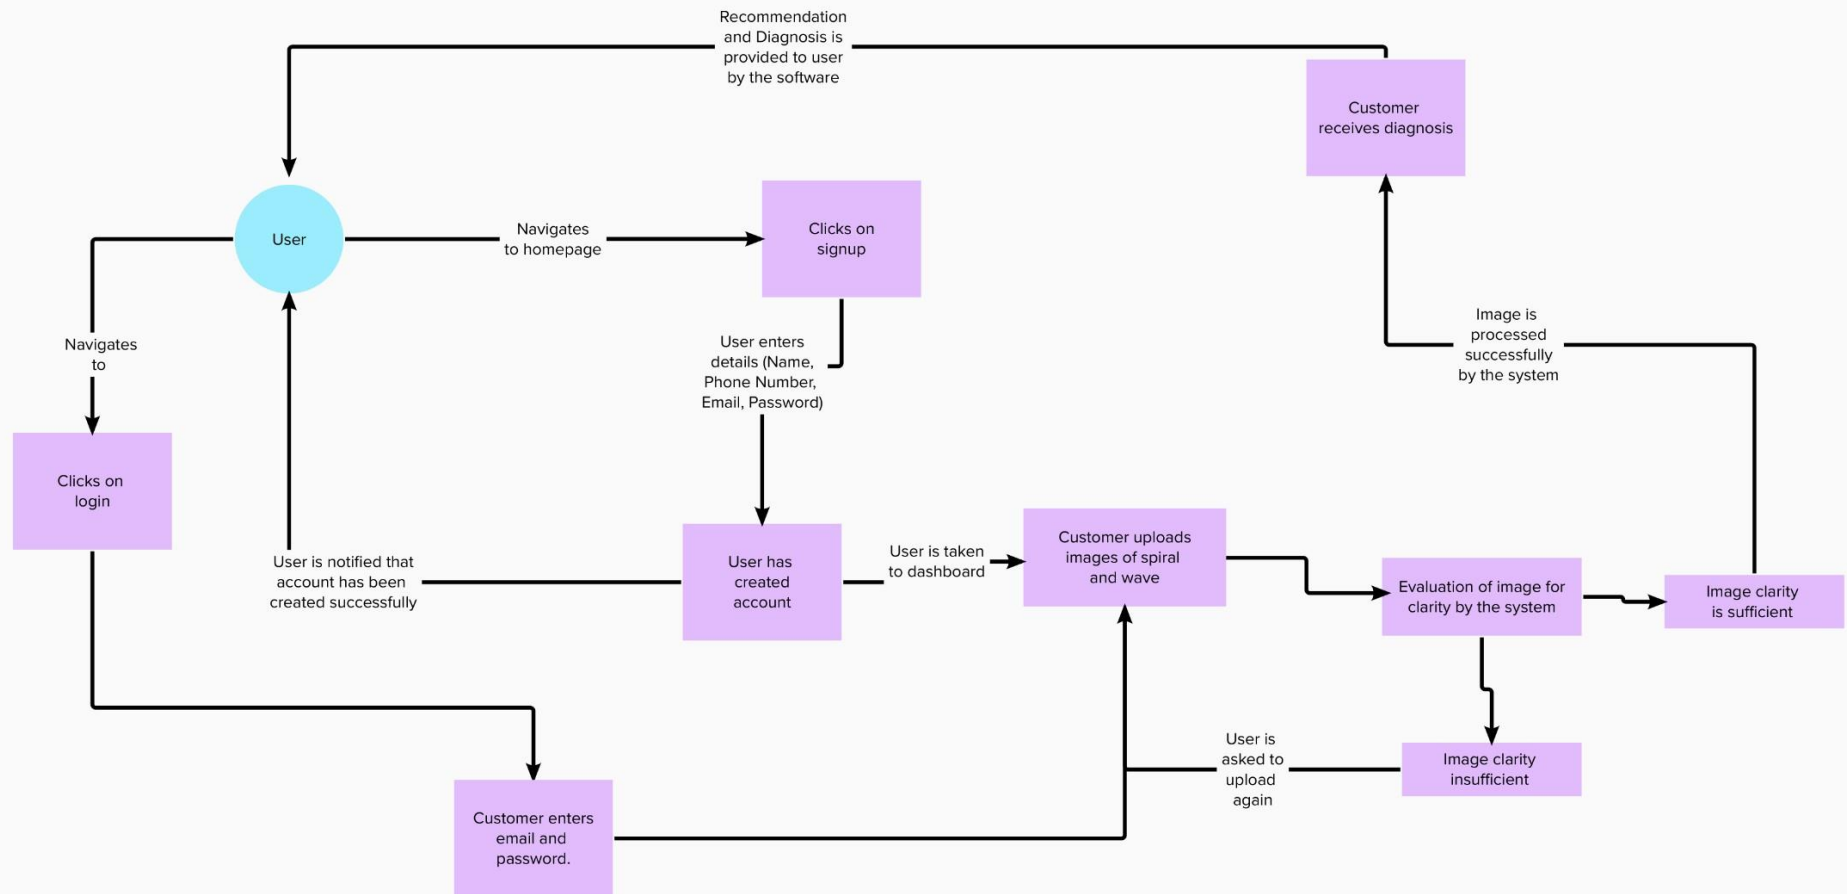 Recommendation
and Diagnosis is
provided to user
by the software
Customer
receives diagnosis
User
Navigates
to homepage
Clicks on
signup
Navigates
to
User enters
details (Name,
Phone Number,
Email, Password)
Image is
processed
successfully
by the system
Clicks on
login
User is notified that
account has been
created successfully
User has
created
account
User is taken
to dashboard
Customer uploads
images of spiral
and wave
Evaluation of image for
clarity by the system
Image clarity
is sufficient
User is
asked to
upload
again
Image clarity
insufficient
Customer enters
email and
password.